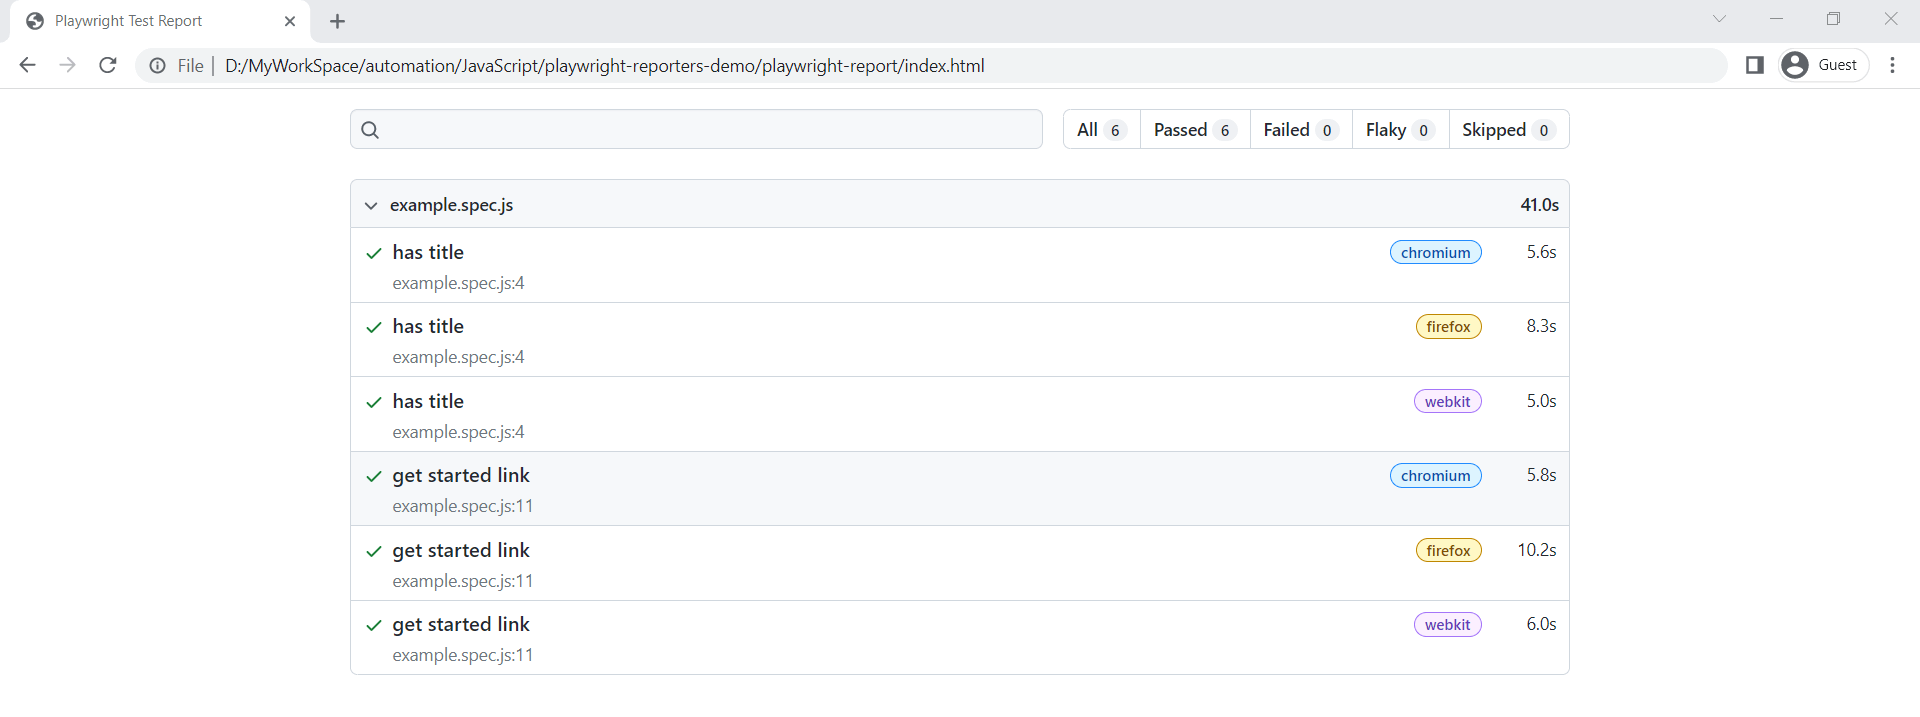 Playwright Test Report
File | D:/MyWorkSpace/automation/JavaScript/playwright-reporters-demo/playwright-report/index.html Guest
All 6 Passed 6 Failed 0 Flaky 0 Skipped 0
example.spec.js 41.0s
has title chromium 5.6s
example.spec.js:4
has title firefox 8.3s
example.spec.js:4
has title webkit 5.0s
example.spec.js:4
get started link chromium 5.8s
example.spec.js:11
get started link firefox 10.2s
example.spec.js:11
get started link webkit 6.0s
example.spec.js:11